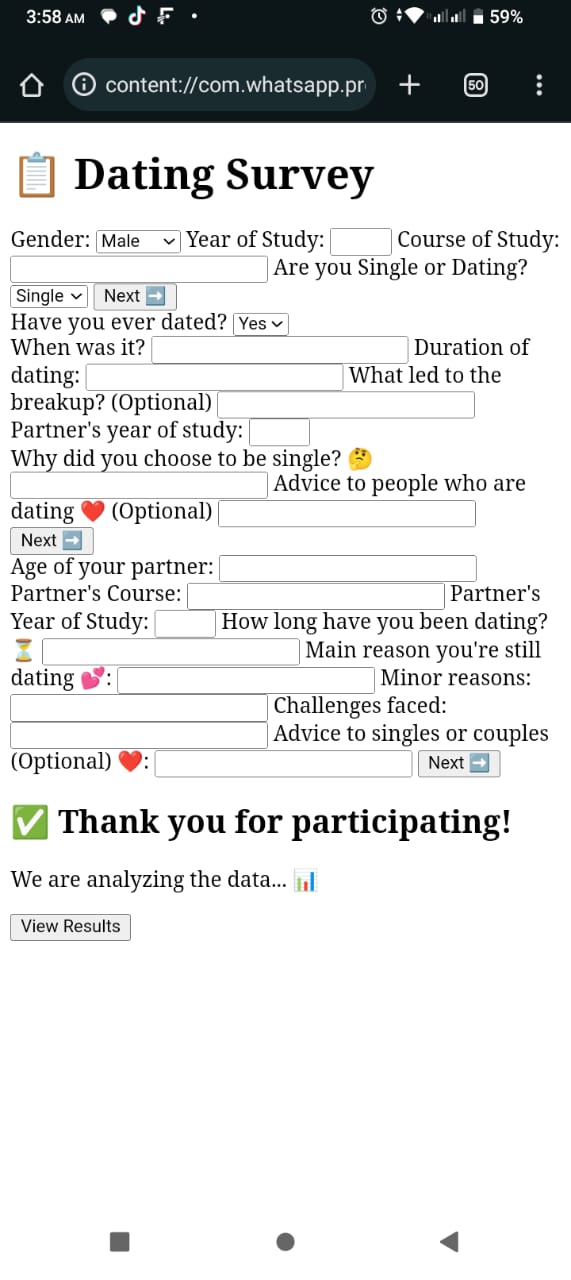 3:58 AM 59%
content://com.whatsapp.pr
50
📋 Dating Survey
Gender: Male Year of Study: Course of Study:
Are you Single or Dating?
Single Next ➡️
Have you ever dated? Yes
When was it? Duration of
dating: What led to the
breakup? (Optional)
Partner's year of study:
Why did you choose to be single? 🤔
Advice to people who are
dating ❤️ (Optional)
Next ➡️
Age of your partner:
Partner's Course: Partner's
Year of Study: How long have you been dating?
⏳ Main reason you're still
dating 💕: Minor reasons:
Challenges faced:
Advice to singles or couples
(Optional) ❤️: Next ➡️
✅ Thank you for participating!
We are analyzing the data... 📊
View Results